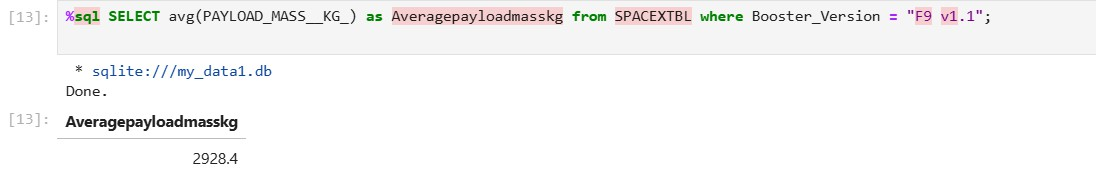 [13]: %sql SELECT avg(PAYLOAD_MASS__KG_) as Averagepayloadmasskg from SPACEXTBL where Booster_Version = "F9 v1.1";
* sqlite:///my_data1.db
Done.
[13]: Averagepayloadmasskg
2928.4